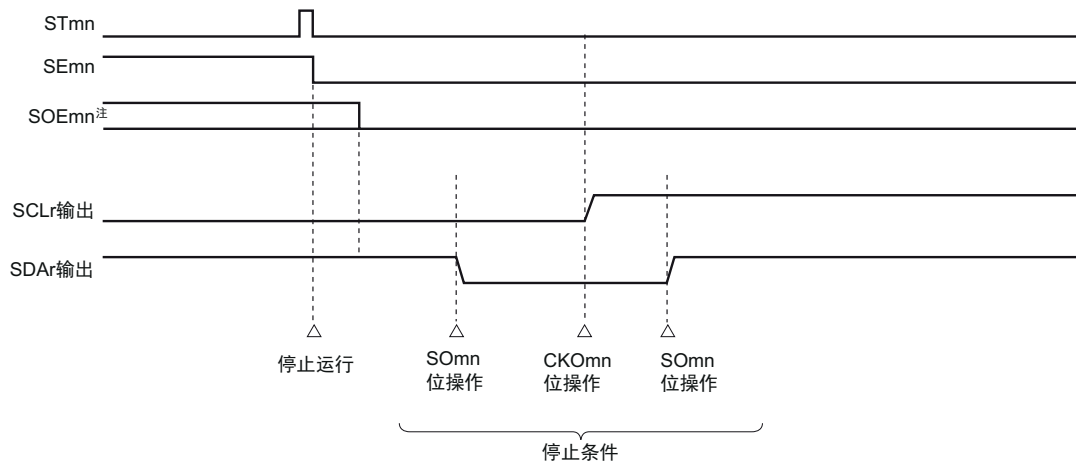 STmn
SEmn
SOEmn注
SCLr输出
SDAr输出
停止运行
SOmn
位操作
CKOmn
位操作
SOmn
位操作
停止条件